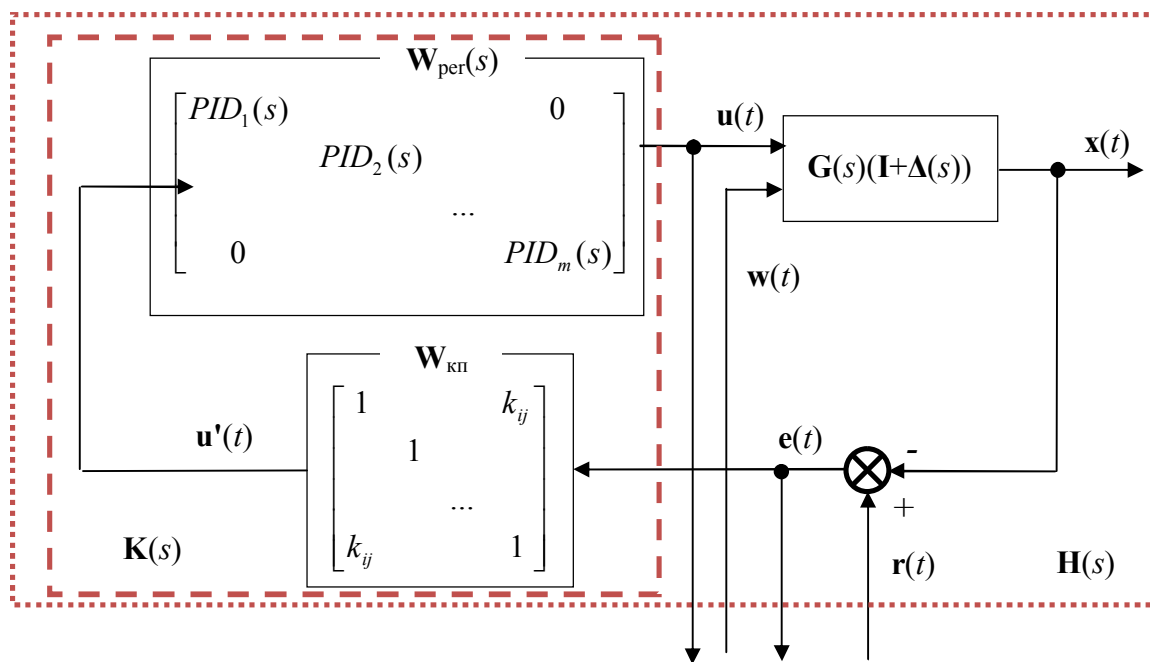 W_рег(s)
PID_1(s) 0
PID_2(s)
...
0 PID_m(s)
u(t)
G(s)(I+Δ(s))
x(t)
w(t)
W_кп
1 k_ij
1
...
k_ij 1
u'(t)
e(t)
-
+
r(t)
K(s)
H(s)